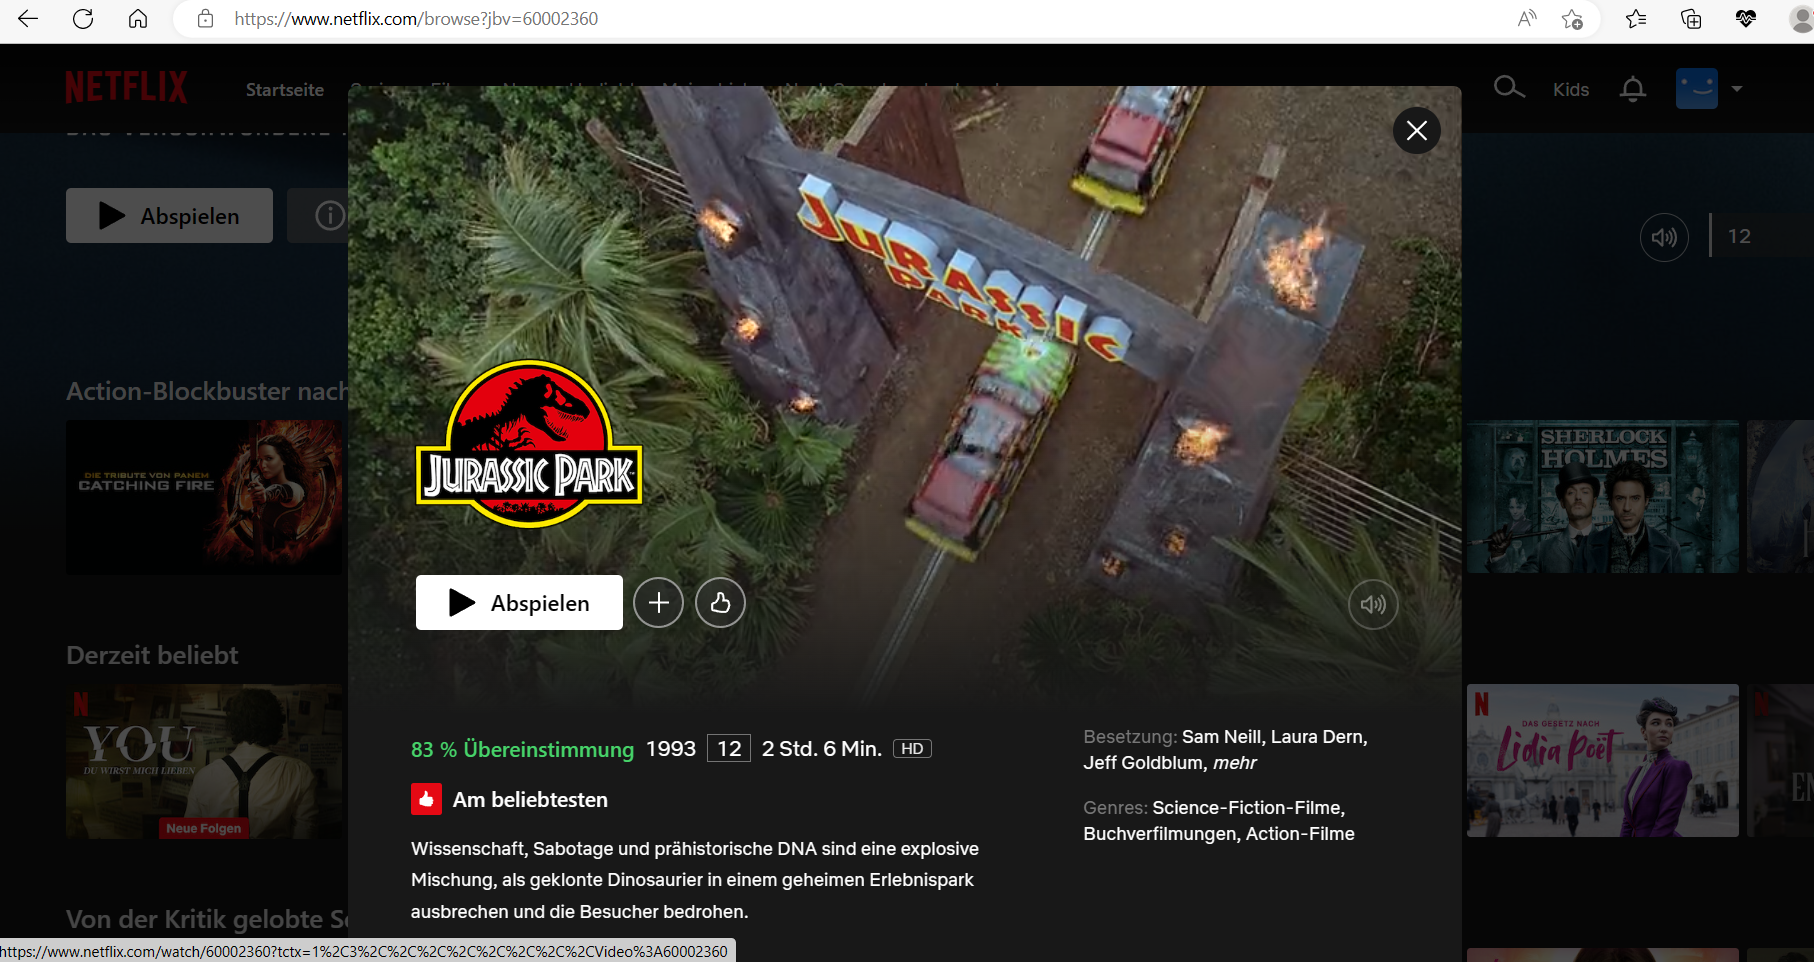 https://www.netflix.com/browse?jbv=60002360
NETFLIX
Startseite
Kids
Abspielen
12
JURASSIC PARK
JURASSIC PARK
Abspielen
83 % Übereinstimmung 1993 12 2 Std. 6 Min. HD
Am beliebtesten
Wissenschaft, Sabotage und prähistorische DNA sind eine explosive
Mischung, als geklonte Dinosaurier in einem geheimen Erlebnispark
ausbrechen und die Besucher bedrohen.
Besetzung: Sam Neill, Laura Dern,
Jeff Goldblum, mehr
Genres: Science-Fiction-Filme,
Buchverfilmungen, Action-Filme
Action-Blockbuster nach
DIE TRIBUTE VON PANEM
CATCHING FIRE
SHERLOCK
HOLMES
Derzeit beliebt
N
YOU
DU WIRST MICH LIEBEN
Neue Folgen
N
DAS GESETZ NACH
Lidia Poët
Von der Kritik gelobte
https://www.netflix.com/watch/60002360?tctx=1%2C3%2C%2C%2C%2C%2C%2C%2C%2CVideo%3A60002360